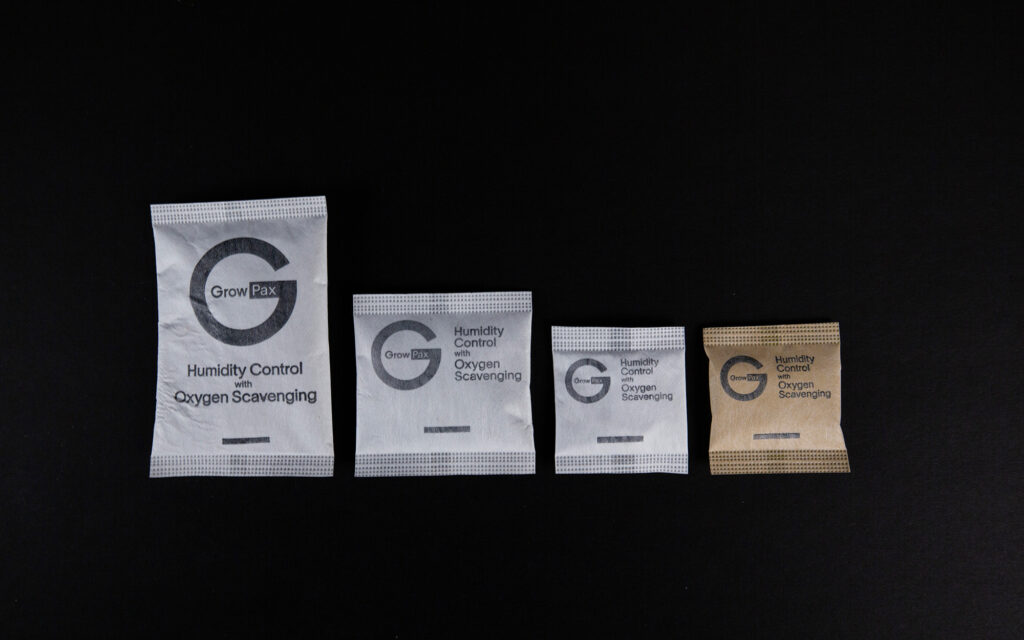 Grow Pax
Humidity Control
with
Oxygen Scavenging
Grow Pax
Humidity
Control
with
Oxygen
Scavenging
Grow Pax
Humidity
Control
with
Oxygen
Scavenging
Grow Pax
Humidity
Control
with
Oxygen
Scavenging